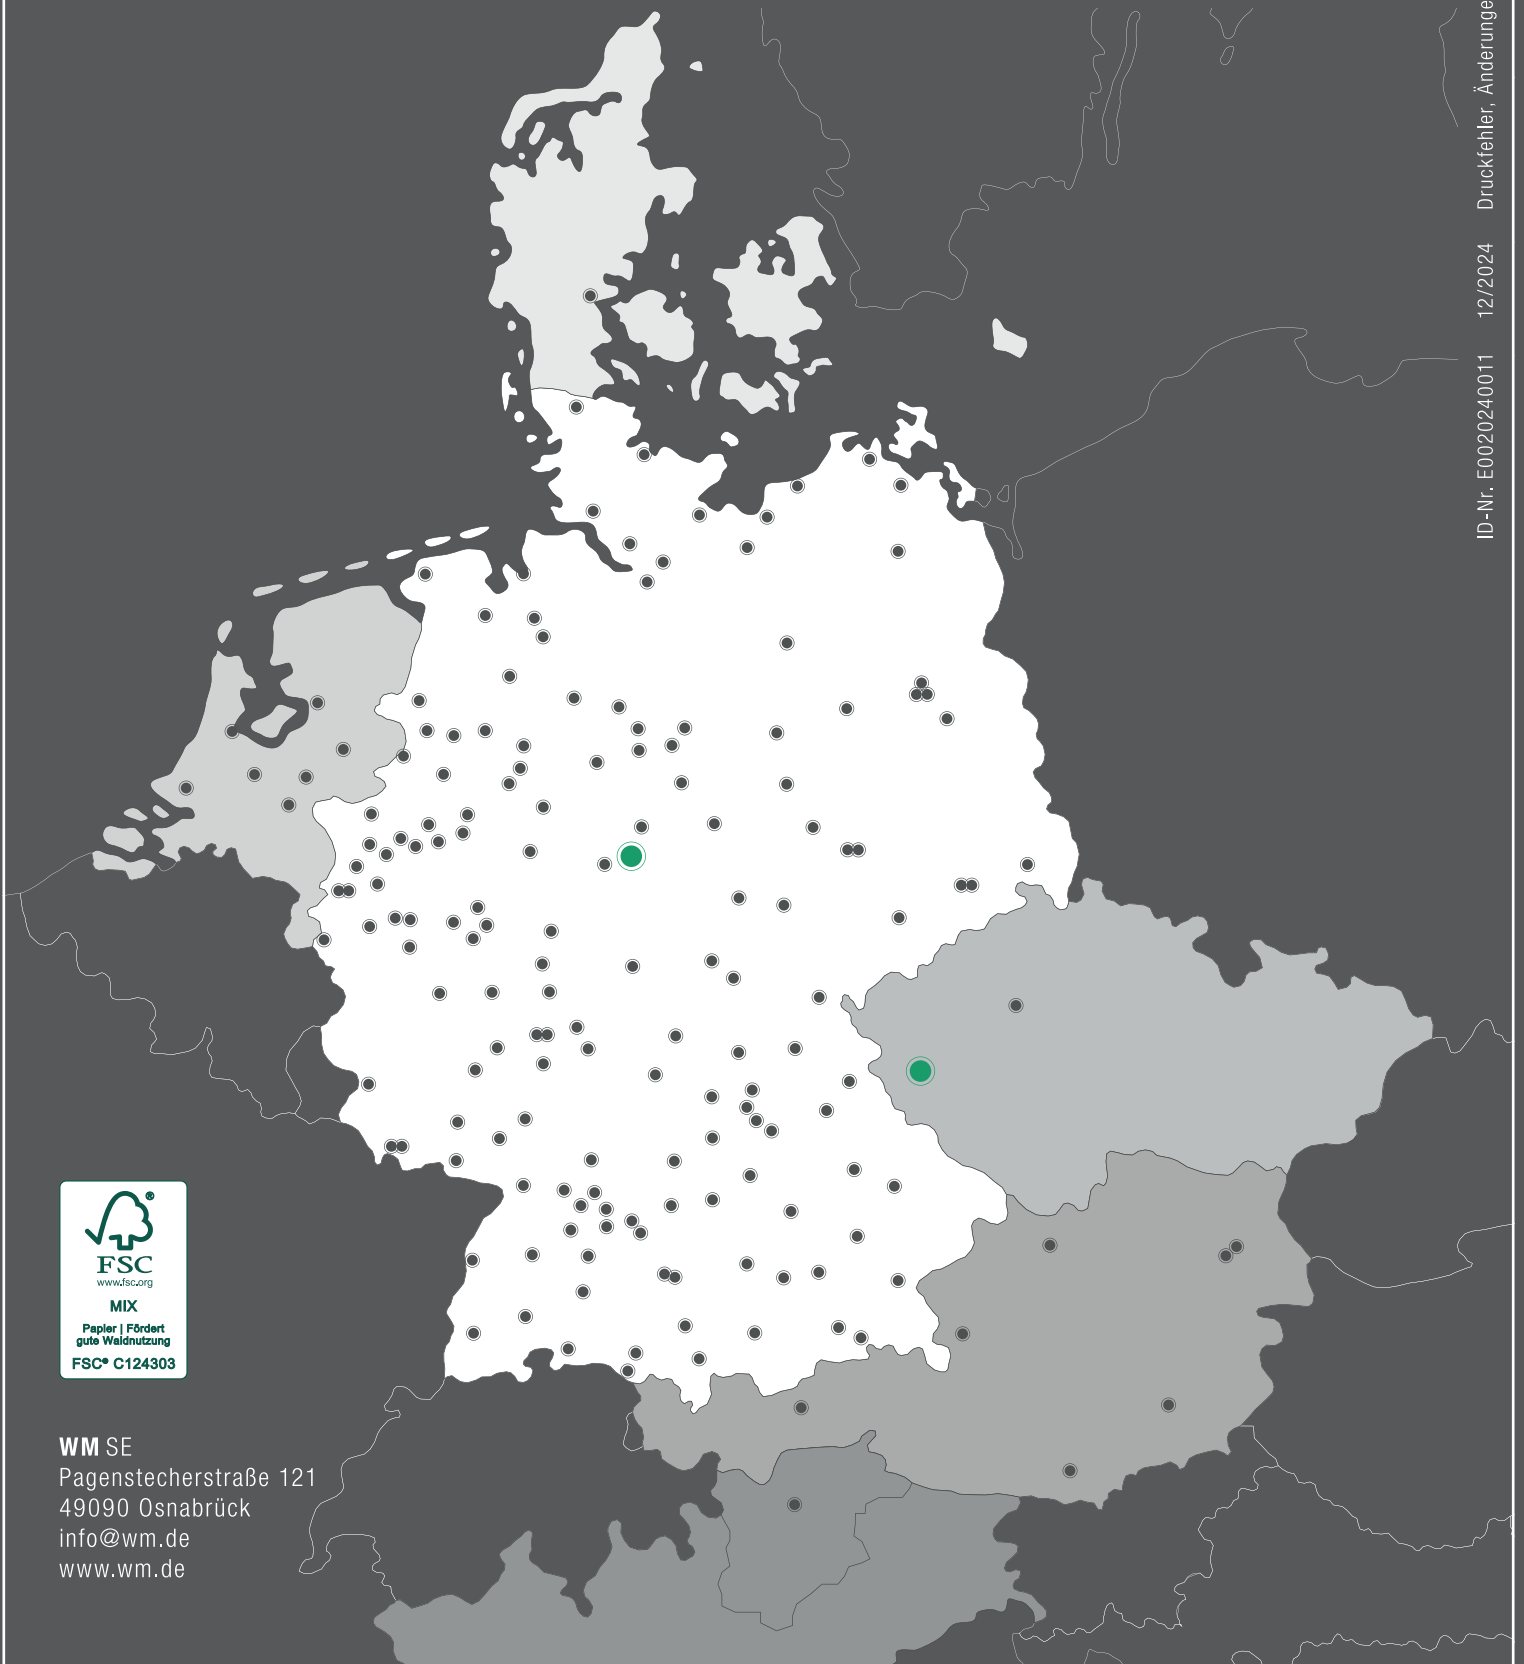 ID-Nr. E0020240011 12/2024 Druckfehler, Änderunge
®
FSC
www.fsc.org
MIX
Papier | Fördert
gute Waldnutzung
FSC® C124303
WM SE
Pagenstecherstraße 121
49090 Osnabrück
info@wm.de
www.wm.de